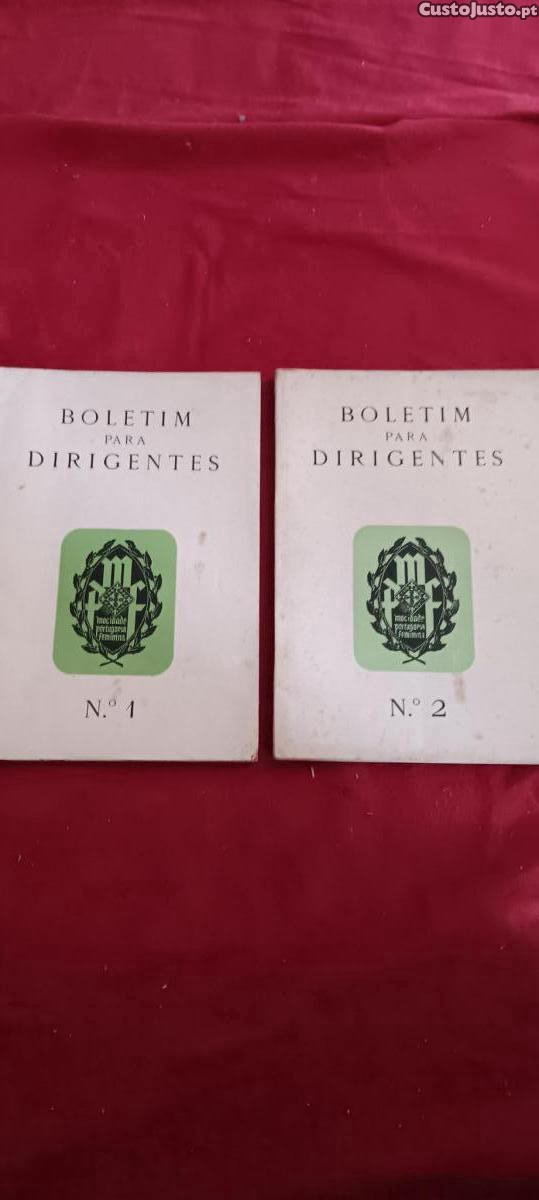 CustoJusto.pt
BOLETIM
PARA
DIRIGENTES
m
P F
mocidade
portuguesa
feminina
N.º 1
BOLETIM
PARA
DIRIGENTES
m
P F
mocidade
portuguesa
feminina
N.º 2